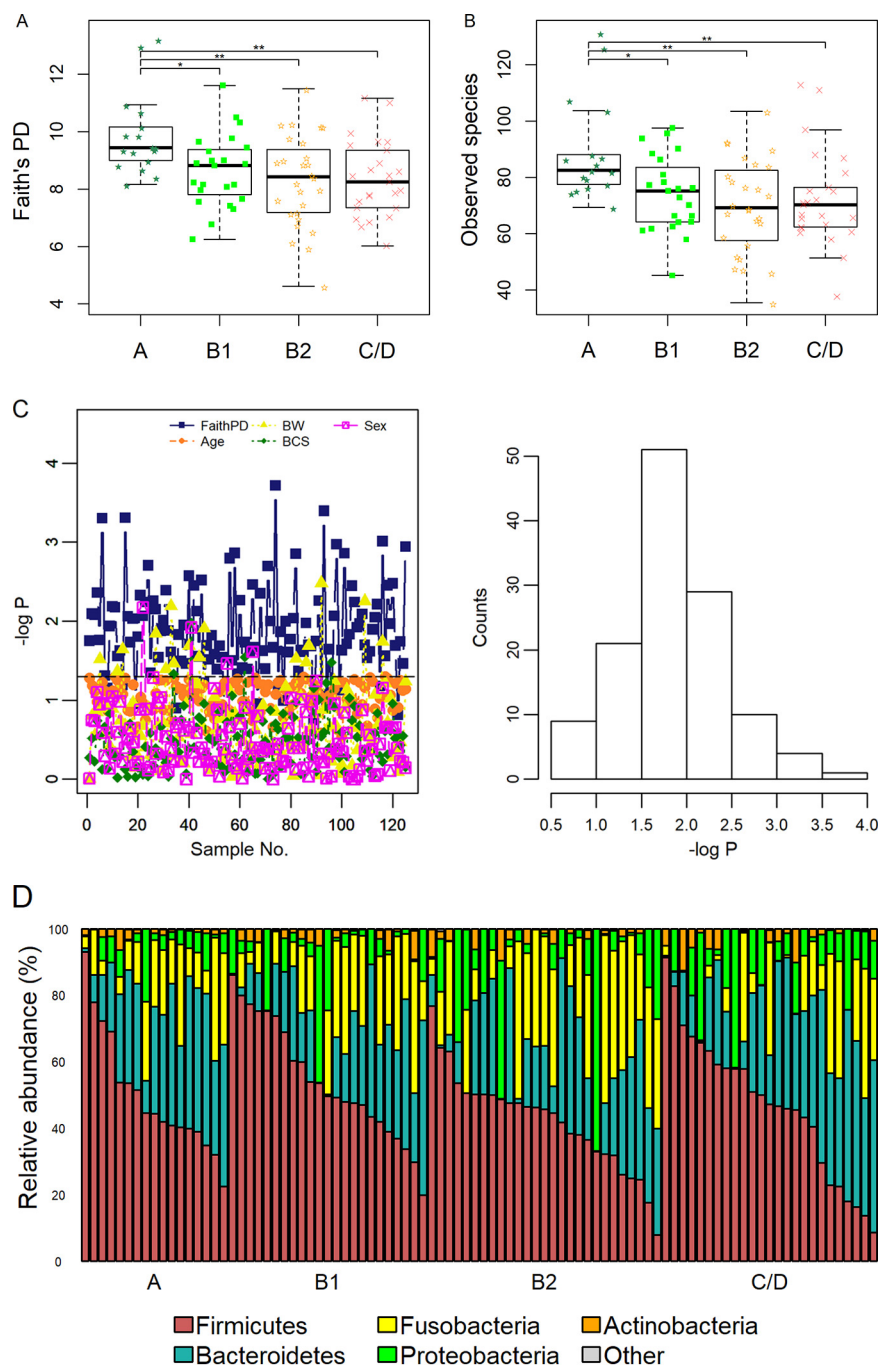 A
B
Faith's PD
4
6
8
10
12
*
**
**
A
B1
B2
C/D
Observed species
40
60
80
100
120
*
**
**
A
B1
B2
C/D
C
FaithPD
BW
Sex
Age
BCS
-log P
0
1
2
3
4
0
20
40
60
80
100
120
Sample No.
Counts
0
10
20
30
40
50
0.5
1.0
1.5
2.0
2.5
3.0
3.5
4.0
-log P
D
Relative abundance (%)
100
80
60
40
20
0
A
B1
B2
C/D
Firmicutes
Fusobacteria
Actinobacteria
Bacteroidetes
Proteobacteria
Other